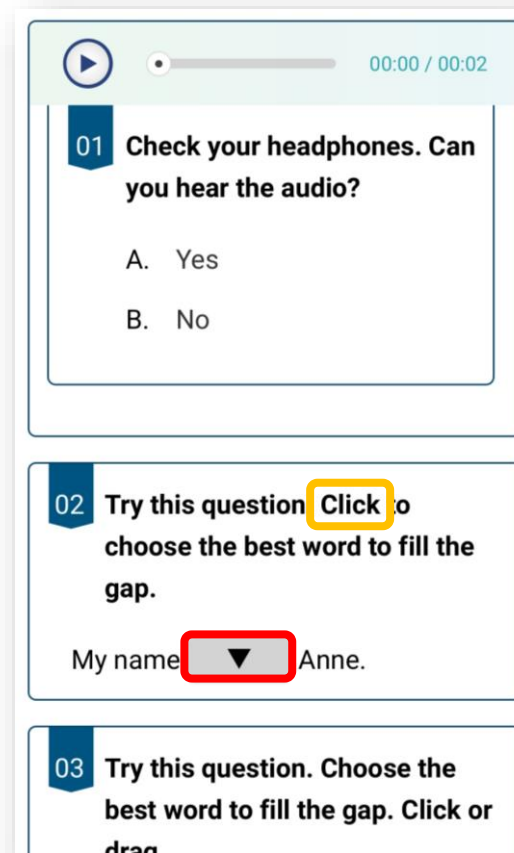 00:00 / 00:02
01 Check your headphones. Can
you hear the audio?
A. Yes
B. No
02 Try this question Click to
choose the best word to fill the
gap.
My name ▼ Anne.
03 Try this question. Choose the
best word to fill the gap. Click or
drag